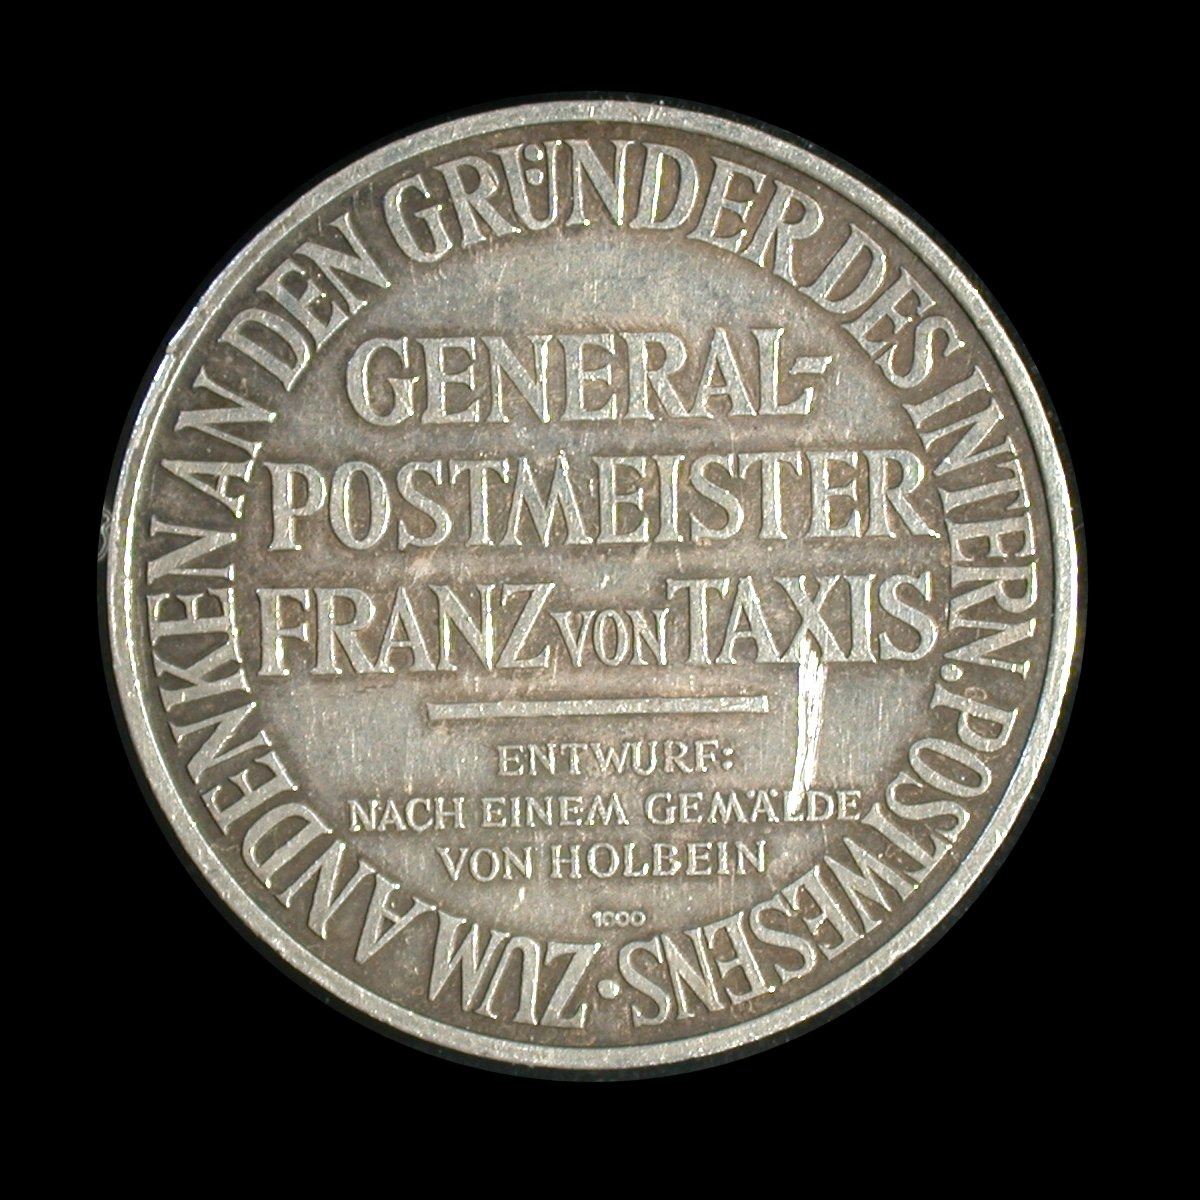 ZUM ANDENKEN AN DEN GRÜNDER DES INTERN. POSTWESENS ·
GENERAL-
POSTMEISTER
FRANZ VON TAXIS
ENTWURF:
NACH EINEM GEMÄLDE
VON HOLBEIN
1000